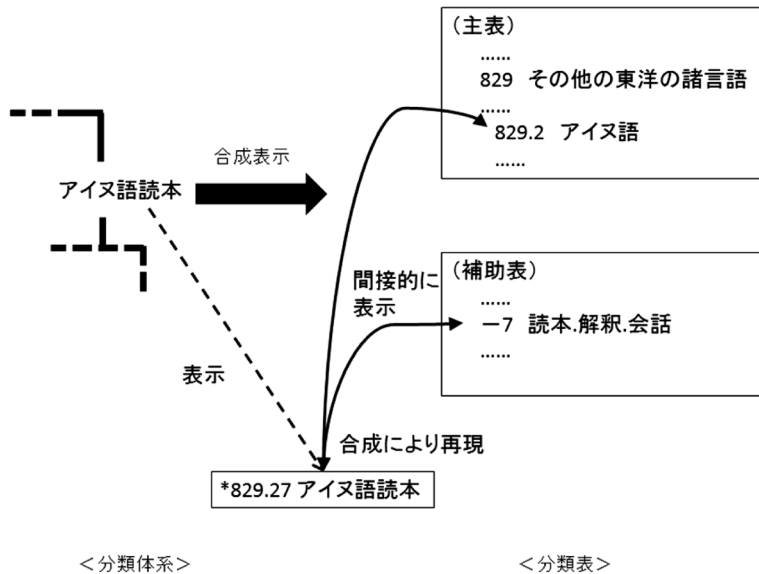 (主表)
……
829 その他の東洋の諸言語
……
829.2 アイヌ語
……
合成表示
アイヌ語読本
(補助表)
……
－7 読本.解釈.会話
……
間接的に
表示
表示
合成により再現
*829.27 アイヌ語読本
＜分類体系＞
＜分類表＞